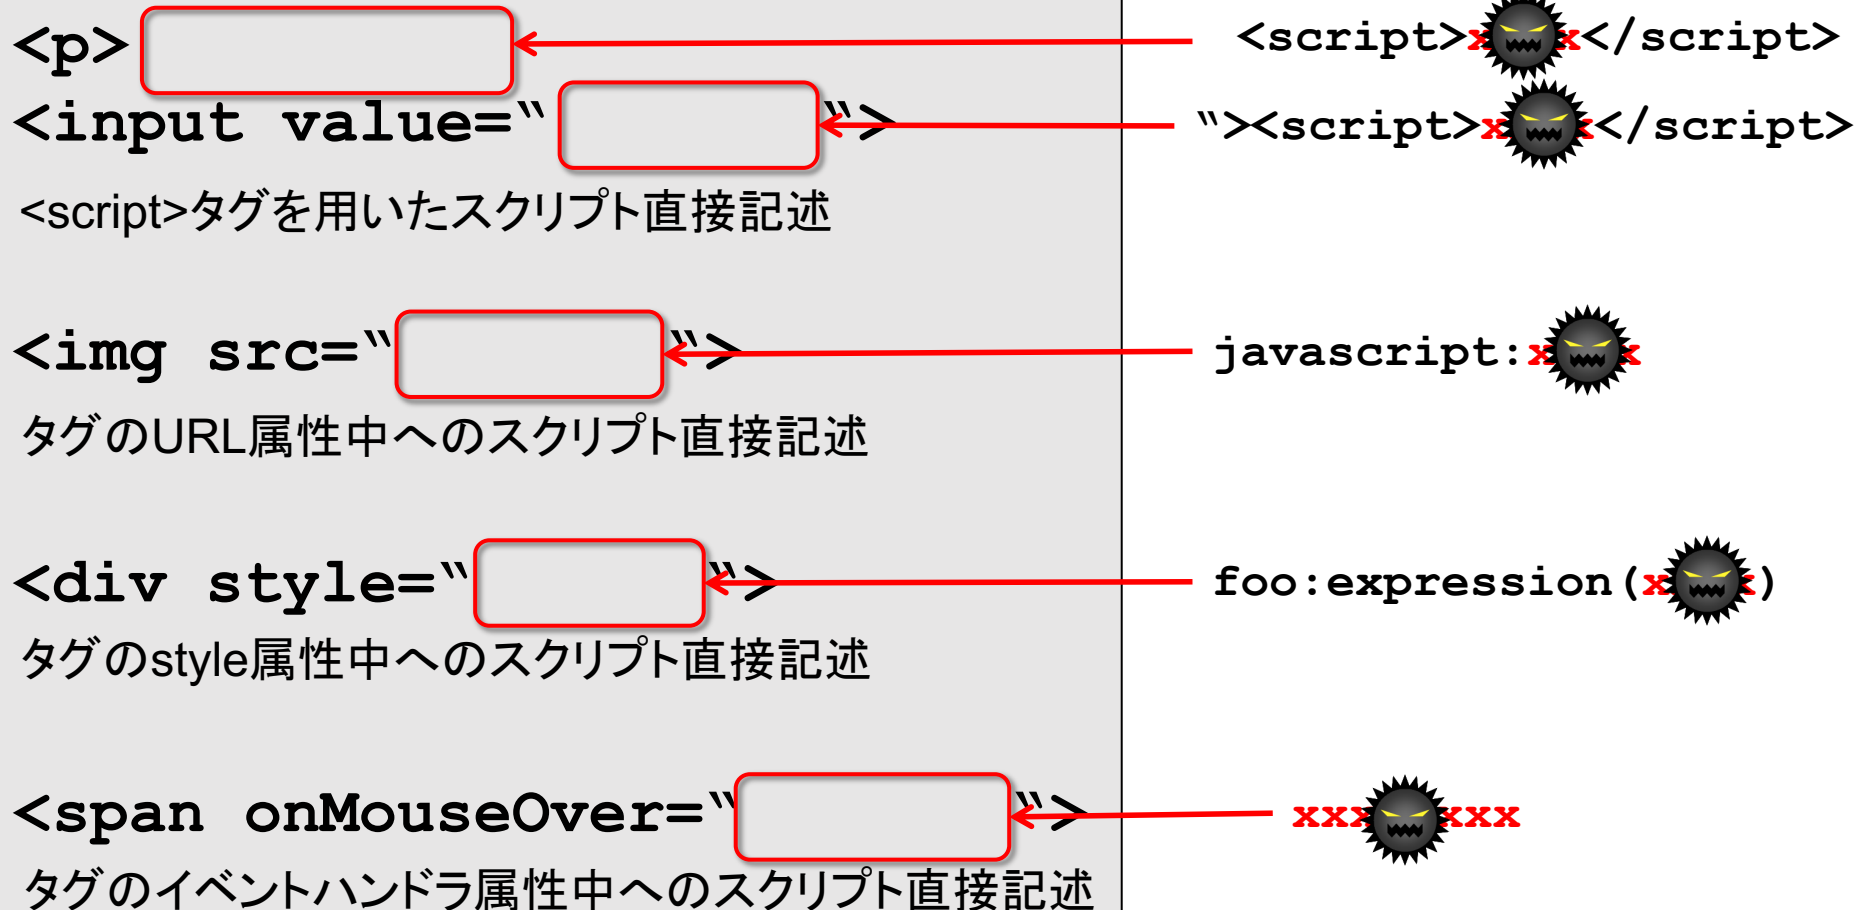 <p> <script>xx</script>
<input value=“ “> “><script>xx</script>
<script>タグを用いたスクリプト直接記述
<img src=“ “> javascript:xx
タグのURL属性中へのスクリプト直接記述
<div style=“ “> foo:expression(xx)
タグのstyle属性中へのスクリプト直接記述
<span onMouseOver=“ “> xxxxxx
タグのイベントハンドラ属性中へのスクリプト直接記述